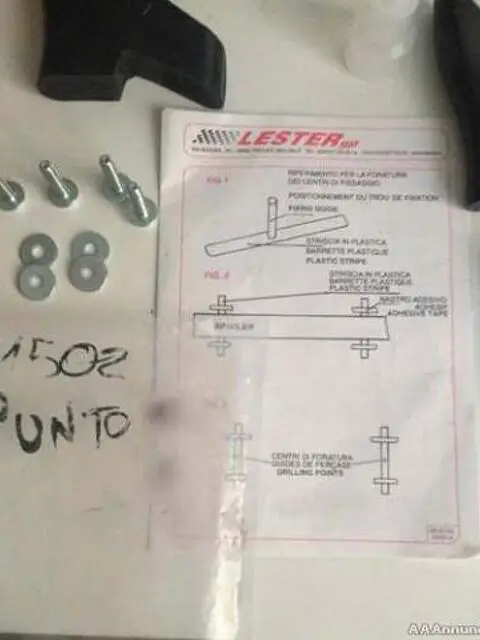 LESTER
FIG. 1
RIFERIMENTO PER LA FORATURA
DEI CENTRI DI FISSAGGIO
POSITIONNEMENT DU TROU DE FIXATION
FIXING GUIDE
STRISCIA IN PLASTICA
BARRETTE PLASTIQUE
PLASTIC STRIPE
FIG. 2
STRISCIA IN PLASTICA
BARRETTE PLASTIQUE
PLASTIC STRIPE
NASTRO ADESIVO
ADHESIF
ADHESIVE TAPE
SPOILER
1502
PUNTO
CENTRI DI FORATURA
GUIDES DE PERCAGE
DRILLING POINTS
AAAnnunc